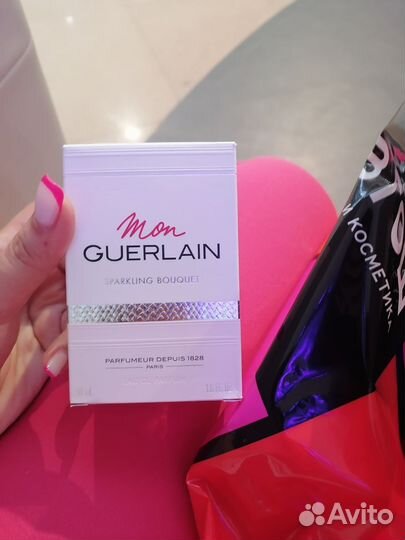 Mon
GUERLAIN
SPARKLING BOUQUET
PARFUMEUR DEPUIS 1828
PARIS
EAU DE PARFUM
И КОСМЕТИКА
Avito